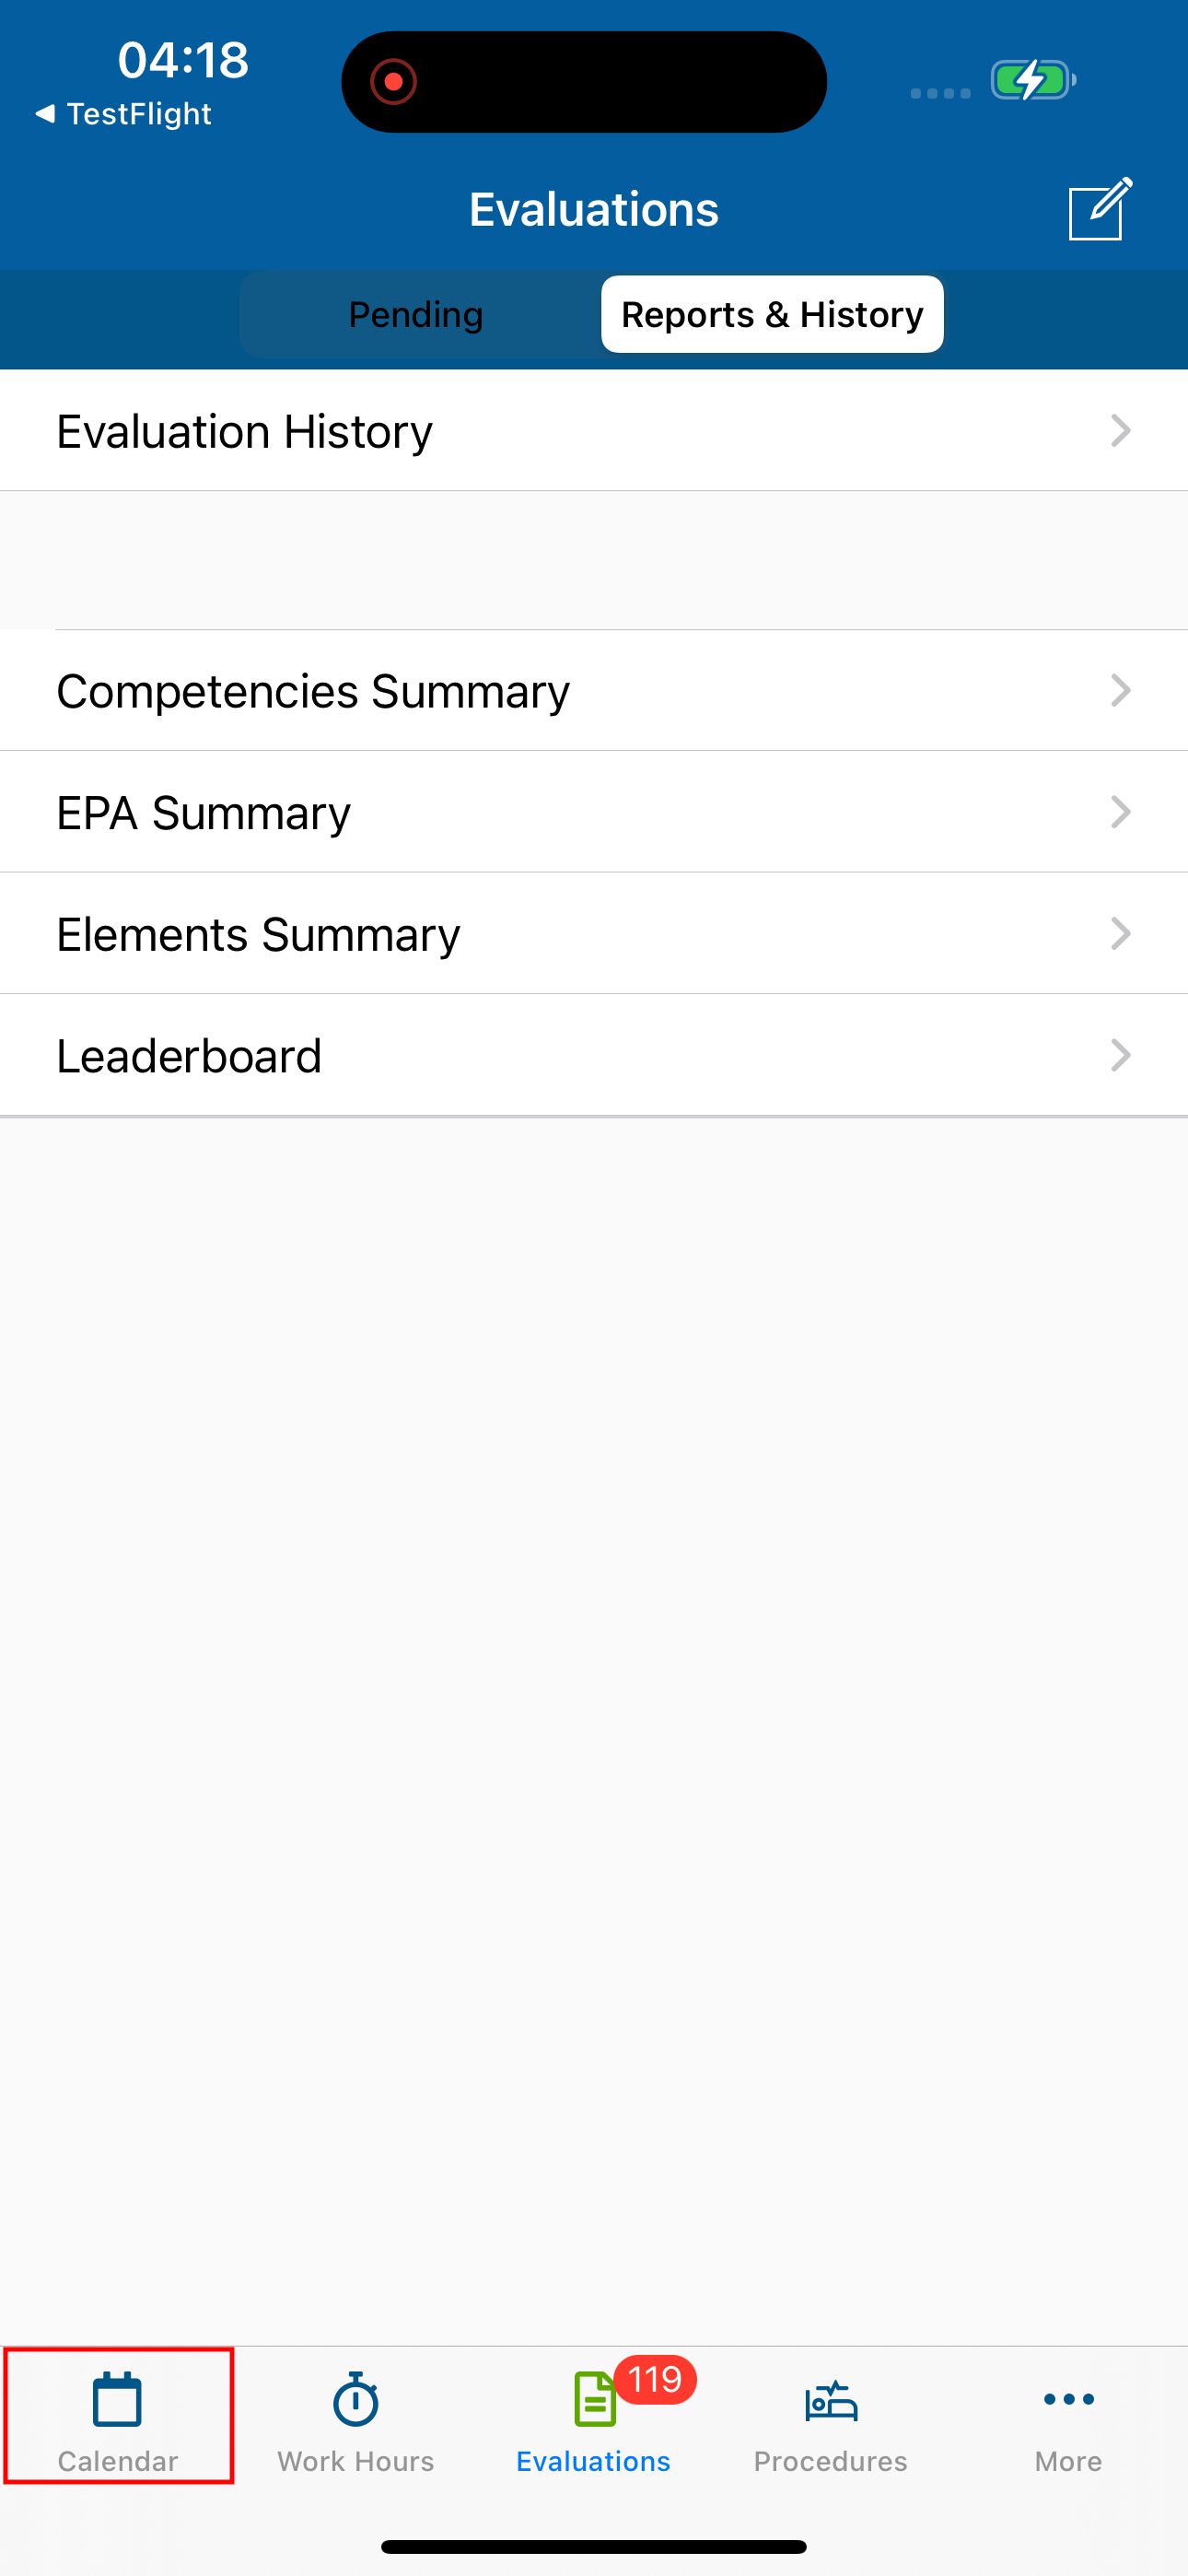 04:18
TestFlight
Evaluations
Pending
Reports & History
Evaluation History
Competencies Summary
EPA Summary
Elements Summary
Leaderboard
119
Calendar
Work Hours
Evaluations
Procedures
More